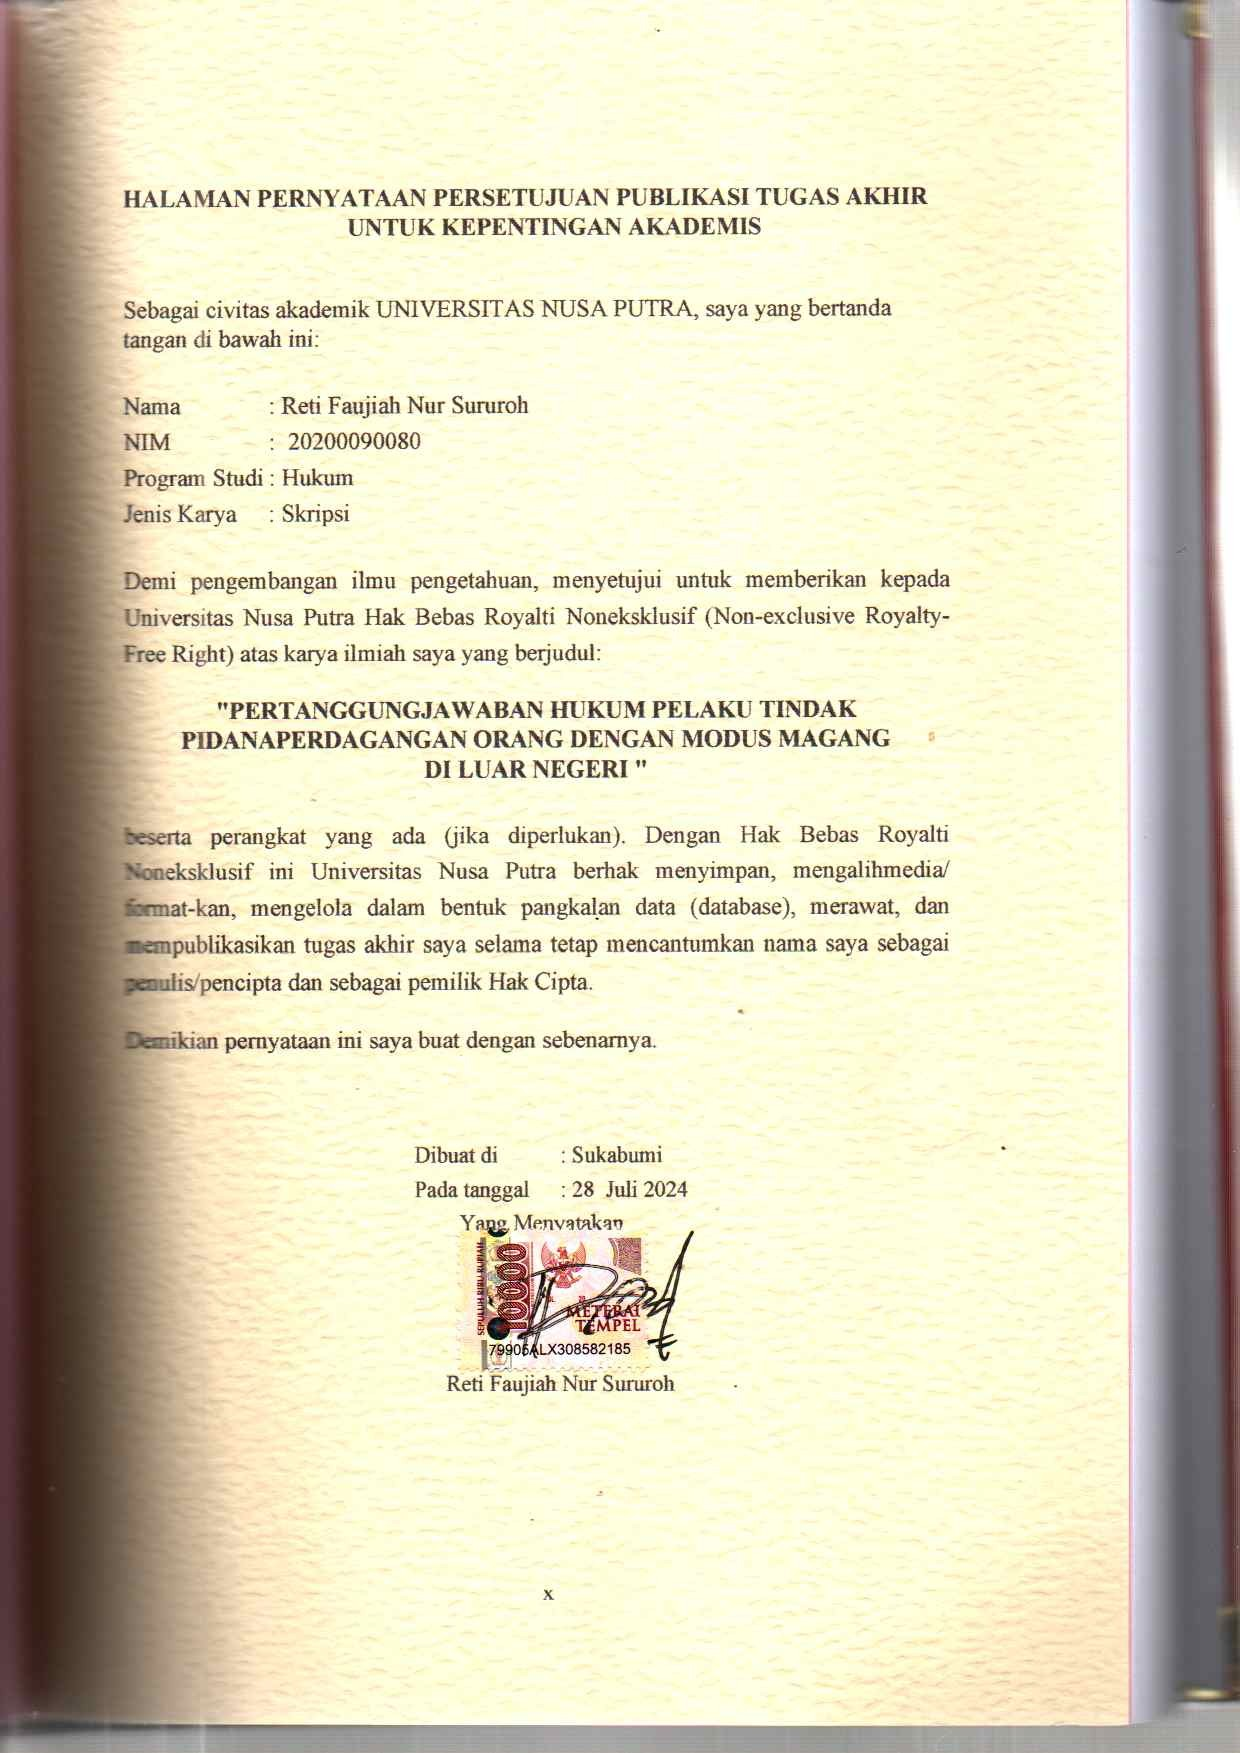 HALAMAN PERNYATAAN PERSETUJUAN PUBLIKASI TUGAS AKHIR
UNTUK KEPENTINGAN AKADEMIS
Sebagai civitas akademik UNIVERSITAS NUSA PUTRA, saya yang bertanda
tangan di bawah ini:
Nama : Reti Faujiah Nur Sururoh
NIM : 20200090080
Program Studi : Hukum
Jenis Karya : Skripsi
Demi pengembangan ilmu pengetahuan, menyetujui untuk memberikan kepada
Universitas Nusa Putra Hak Bebas Royalti Noneksklusif (Non-exclusive Royalty-
Free Right) atas karya ilmiah saya yang berjudul:
"PERTANGGUNGJAWABAN HUKUM PELAKU TINDAK
PIDANAPERDAGANGAN ORANG DENGAN MODUS MAGANG
DI LUAR NEGERI "
beserta perangkat yang ada (jika diperlukan). Dengan Hak Bebas Royalti
Noneksklusif ini Universitas Nusa Putra berhak menyimpan, mengalihmedia/
format-kan, mengelola dalam bentuk pangkalan data (database), merawat, dan
mempublikasikan tugas akhir saya selama tetap mencantumkan nama saya sebagai
penulis/pencipta dan sebagai pemilik Hak Cipta.
Demikian pernyataan ini saya buat dengan sebenarnya.
Dibuat di : Sukabumi
Pada tanggal : 28 Juli 2024
Yang Menyatakan
SEPULUH RIBU RUPIAH
10000
METERAI
TEMPEL
79905ALX308582185
Reti Faujiah Nur Sururoh
x